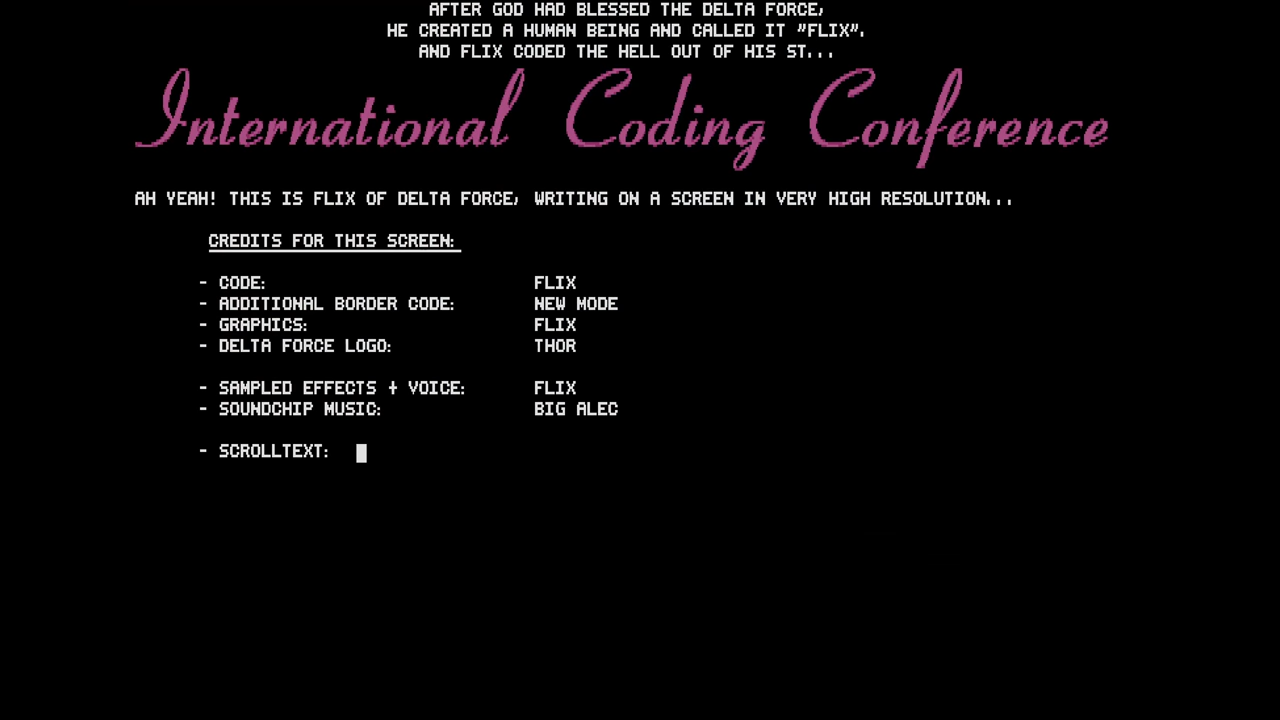 AFTER GOD HAD BLESSED THE DELTA FORCE,
HE CREATED A HUMAN BEING AND CALLED IT "FLIX".
AND FLIX CODED THE HELL OUT OF HIS ST...
International Coding Conference
AH YEAH! THIS IS FLIX OF DELTA FORCE, WRITING ON A SCREEN IN VERY HIGH RESOLUTION...
CREDITS FOR THIS SCREEN:
- CODE: FLIX
- ADDITIONAL BORDER CODE: NEW MODE
- GRAPHICS: FLIX
- DELTA FORCE LOGO: THOR
- SAMPLED EFFECTS + VOICE: FLIX
- SOUNDCHIP MUSIC: BIG ALEC
- SCROLLTEXT: